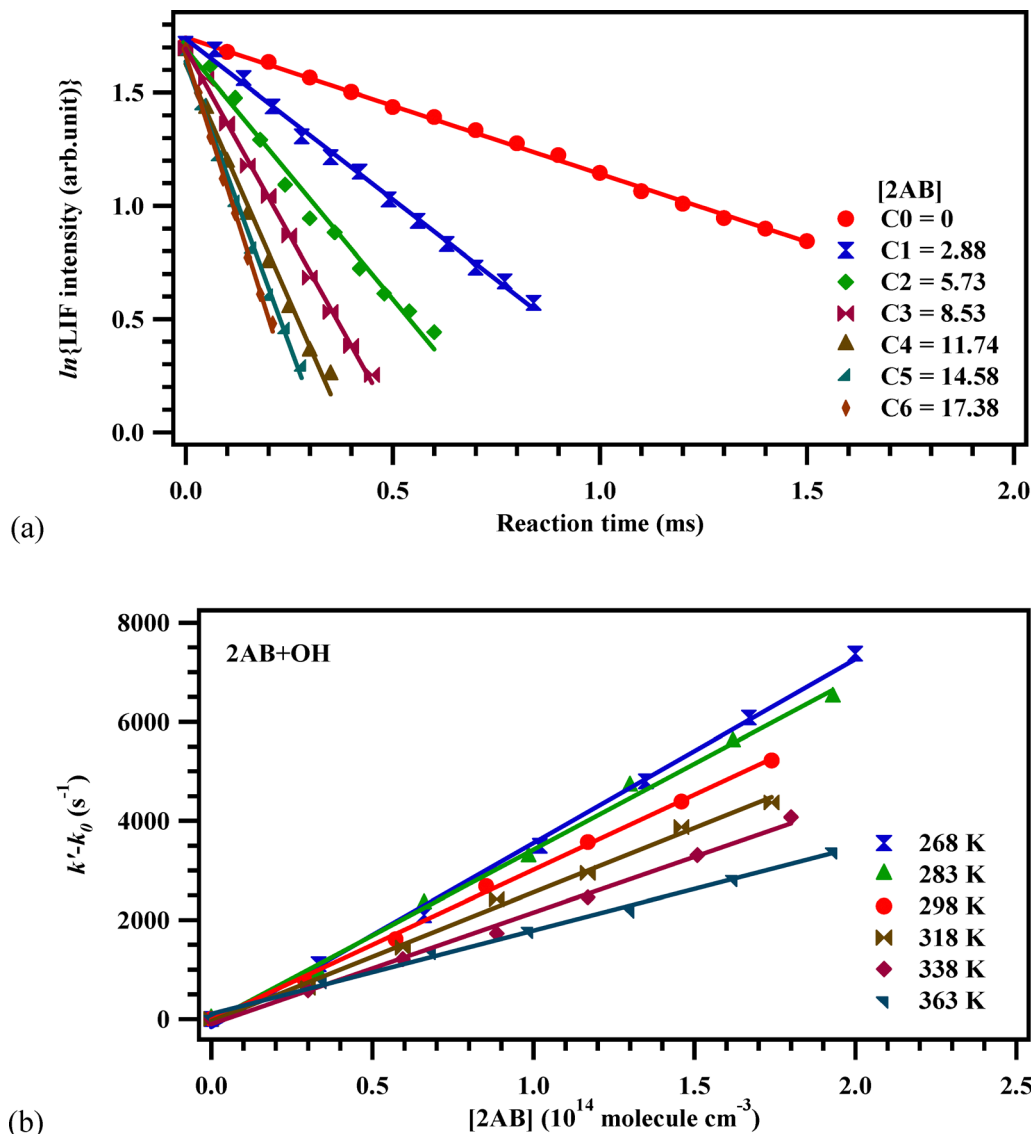 ln{LIF intensity (arb.unit)}
1.5
1.0
0.5
0.0
[2AB]
C0 = 0
C1 = 2.88
C2 = 5.73
C3 = 8.53
C4 = 11.74
C5 = 14.58
C6 = 17.38
0.0 0.5 1.0 1.5 2.0
Reaction time (ms)
(a)
k'-k0 (s-1)
8000
6000
4000
2000
0
2AB+OH
268 K
283 K
298 K
318 K
338 K
363 K
0.0 0.5 1.0 1.5 2.0 2.5
[2AB] (10^14 molecule cm^-3)
(b)